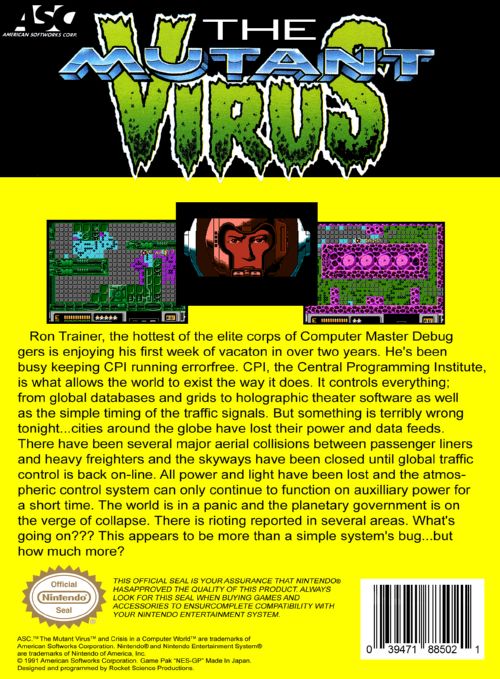 ASC
AMERICAN SOFTWORKS CORP.
THE
MUTANT
VIRUS
Ron Trainer, the hottest of the elite corps of Computer Master Debug
gers is enjoying his first week of vacaton in over two years. He's been
busy keeping CPI running errorfree. CPI, the Central Programming Institute,
is what allows the world to exist the way it does. It controls everything;
from global databases and grids to holographic theater software as well
as the simple timing of the traffic signals. But something is terribly wrong
tonight...cities around the globe have lost their power and data feeds.
There have been several major aerial collisions between passenger liners
and heavy freighters and the skyways have been closed until global traffic
control is back on-line. All power and light have been lost and the atmos-
pheric control system can only continue to function on auxilliary power for
a short time. The world is in a panic and the planetary government is on
the verge of collapse. There is rioting reported in several areas. What's
going on??? This appears to be more than a simple system's bug...but
how much more?
Official
Nintendo
Seal
THIS OFFICIAL SEAL IS YOUR ASSURANCE THAT NINTENDO®
HASAPPROVED THE QUALITY OF THIS PRODUCT. ALWAYS
LOOK FOR THIS SEAL WHEN BUYING GAMES AND
ACCESSORIES TO ENSURCOMPLETE COMPATIBILITY WITH
YOUR NINTENDO ENTERTAINMENT SYSTEM.
ASC.™ The Mutant Virus™ and Crisis in a Computer World™ are trademarks of
American Softworks Corporation. Nintendo® and Nintendo Entertainment System®
are trademarks of Nintendo of America, Inc.
© 1991 American Softworks Corporation. Game Pak "NES-GP" Made In Japan.
Designed and programmed by Rocket Science Productions.
0 39471 88502 1